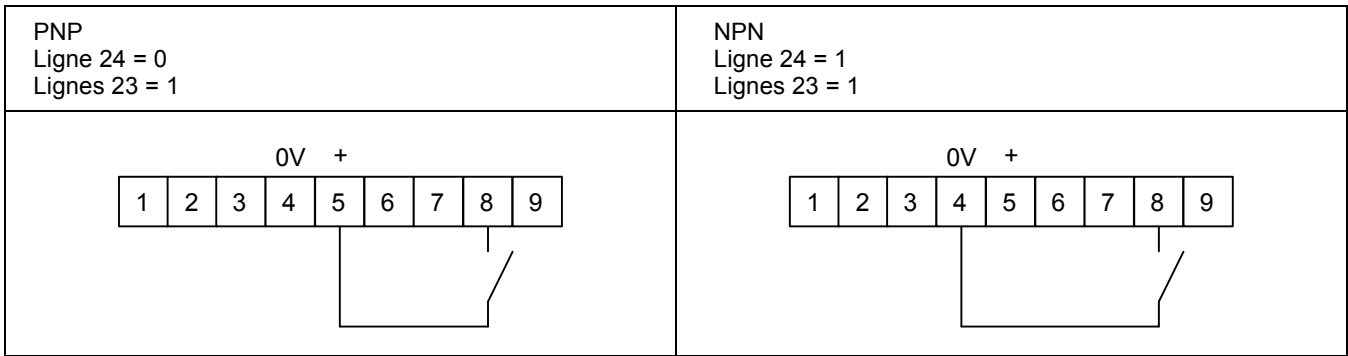 PNP
Ligne 24 = 0
Lignes 23 = 1
NPN
Ligne 24 = 1
Lignes 23 = 1
0V +
1 2 3 4 5 6 7 8 9
0V +
1 2 3 4 5 6 7 8 9